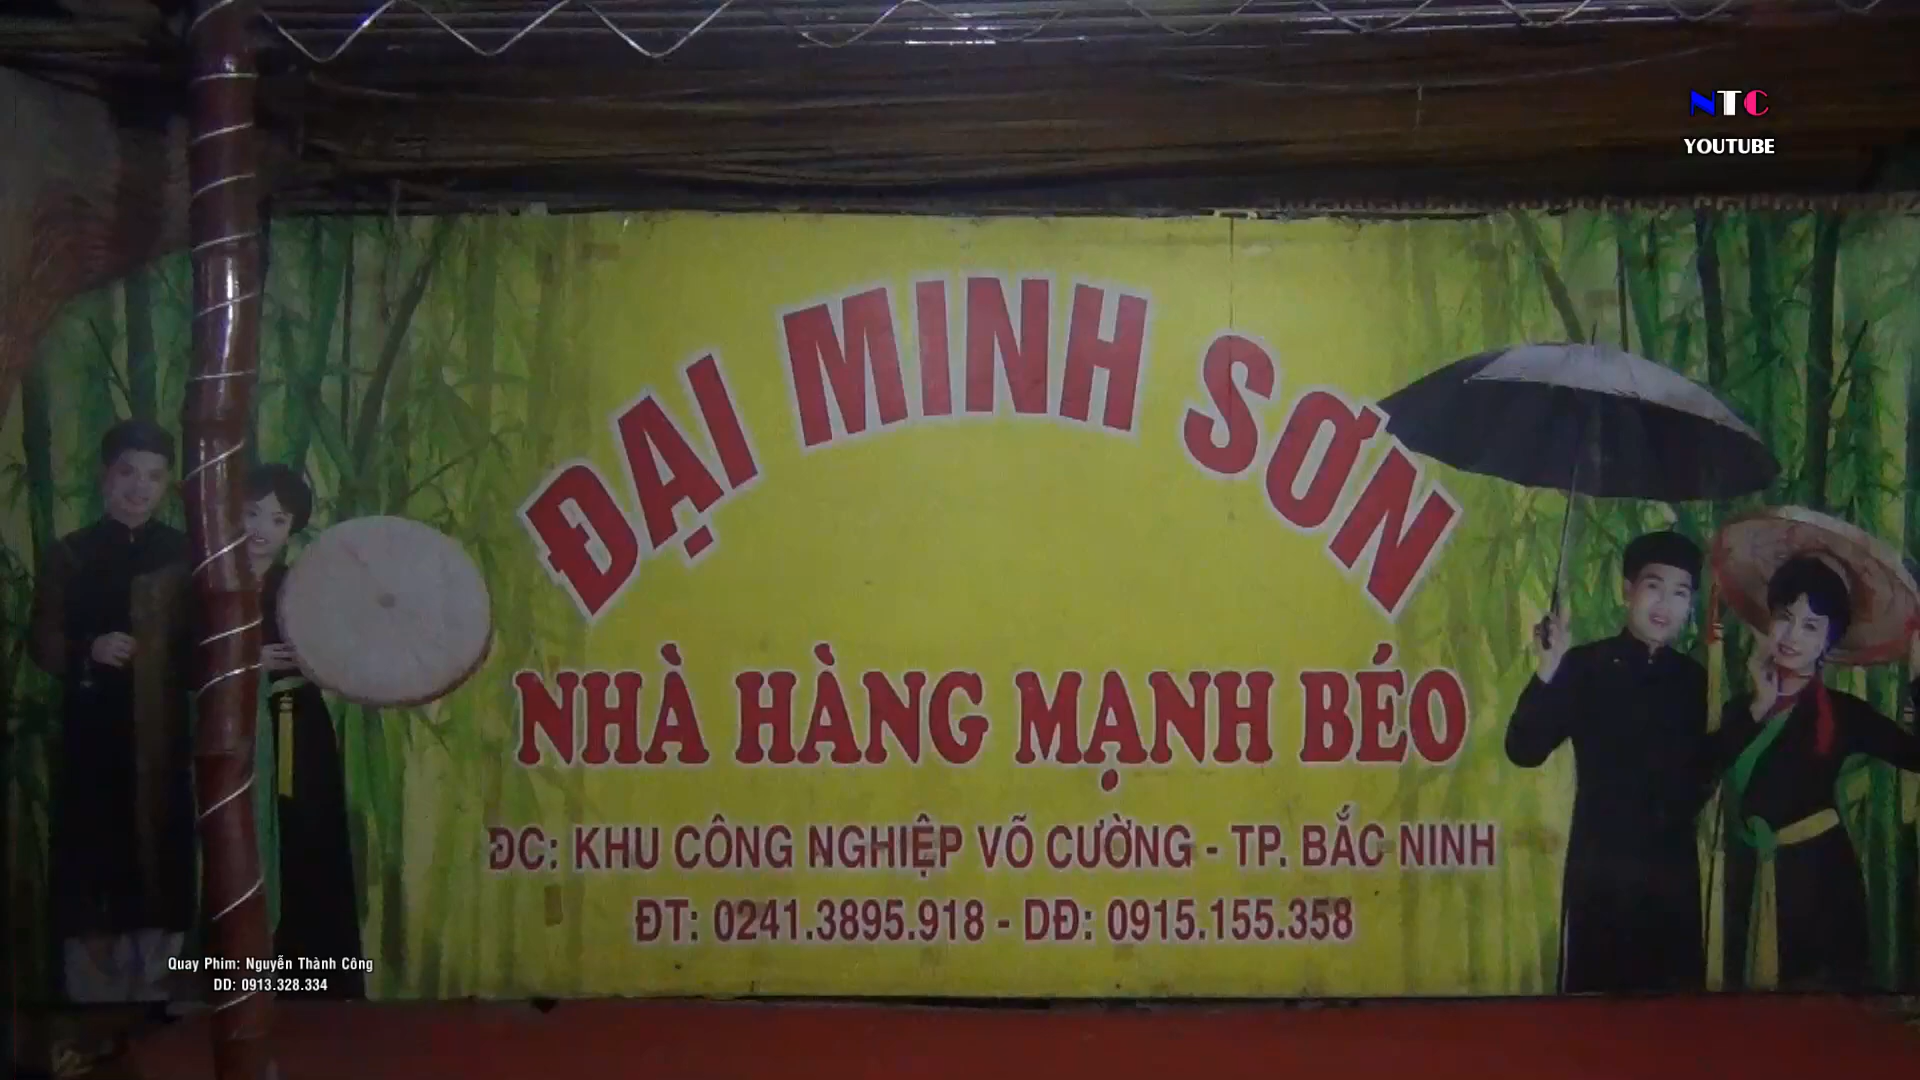 NTC
YOUTUBE
ĐẠI MINH SƠN
NHÀ HÀNG MẠNH BÉO
ĐC: KHU CÔNG NGHIỆP VÕ CƯỜNG - TP. BẮC NINH
ĐT: 0241.3895.918 - DĐ: 0915.155.358
Quay Phim: Nguyễn Thành Công
DD: 0913.328.334